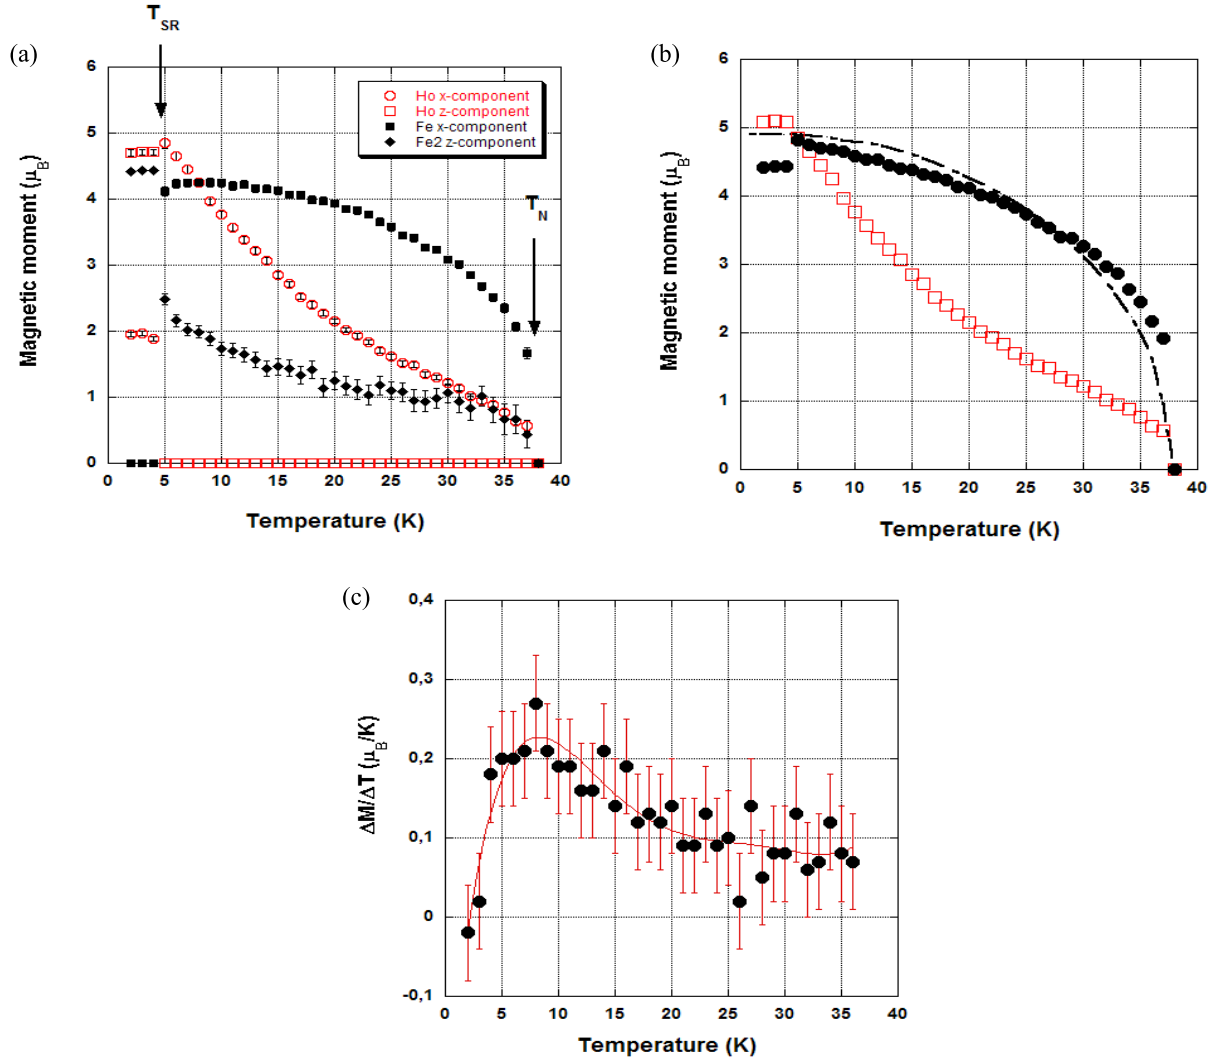 (a)
T_SR
Magnetic moment (μ_B)
6
5
4
3
2
1
0
Ho x-component
Ho z-component
Fe x-component
Fe2 z-component
T_N
0 5 10 15 20 25 30 35 40
Temperature (K)
(b)
Magnetic moment (μ_B)
6
5
4
3
2
1
0
0 5 10 15 20 25 30 35 40
Temperature (K)
(c)
ΔM/ΔT (μ_B/K)
0,4
0,3
0,2
0,1
0
-0,1
0 5 10 15 20 25 30 35 40
Temperature (K)